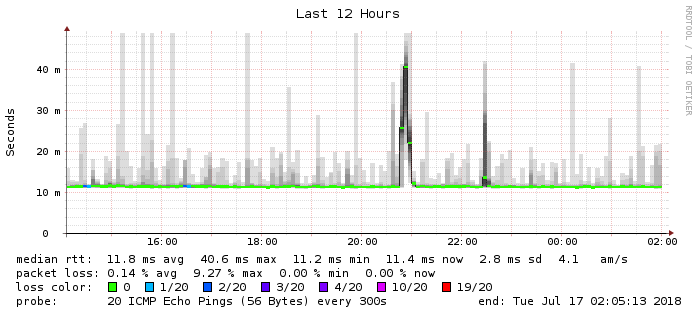 Last 12 Hours
RRDTOOL / TOBI OETIKER
Seconds
40 m
30 m
20 m
10 m
0
16:00 18:00 20:00 22:00 00:00 02:00
median rtt: 11.8 ms avg 40.6 ms max 11.2 ms min 11.4 ms now 2.8 ms sd 4.1 am/s
packet loss: 0.14 % avg 9.27 % max 0.00 % min 0.00 % now
loss color: 0 1/20 2/20 3/20 4/20 10/20 19/20
probe: 20 ICMP Echo Pings (56 Bytes) every 300s end: Tue Jul 17 02:05:13 2018